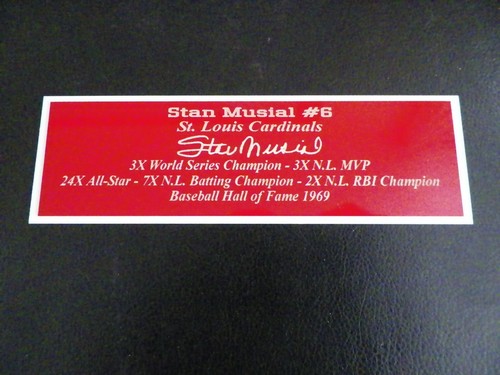 Stan Musial #6
St. Louis Cardinals
Stan Musial
3X World Series Champion - 3X N.L. MVP
24X All-Star - 7X N.L. Batting Champion - 2X N.L. RBI Champion
Baseball Hall of Fame 1969